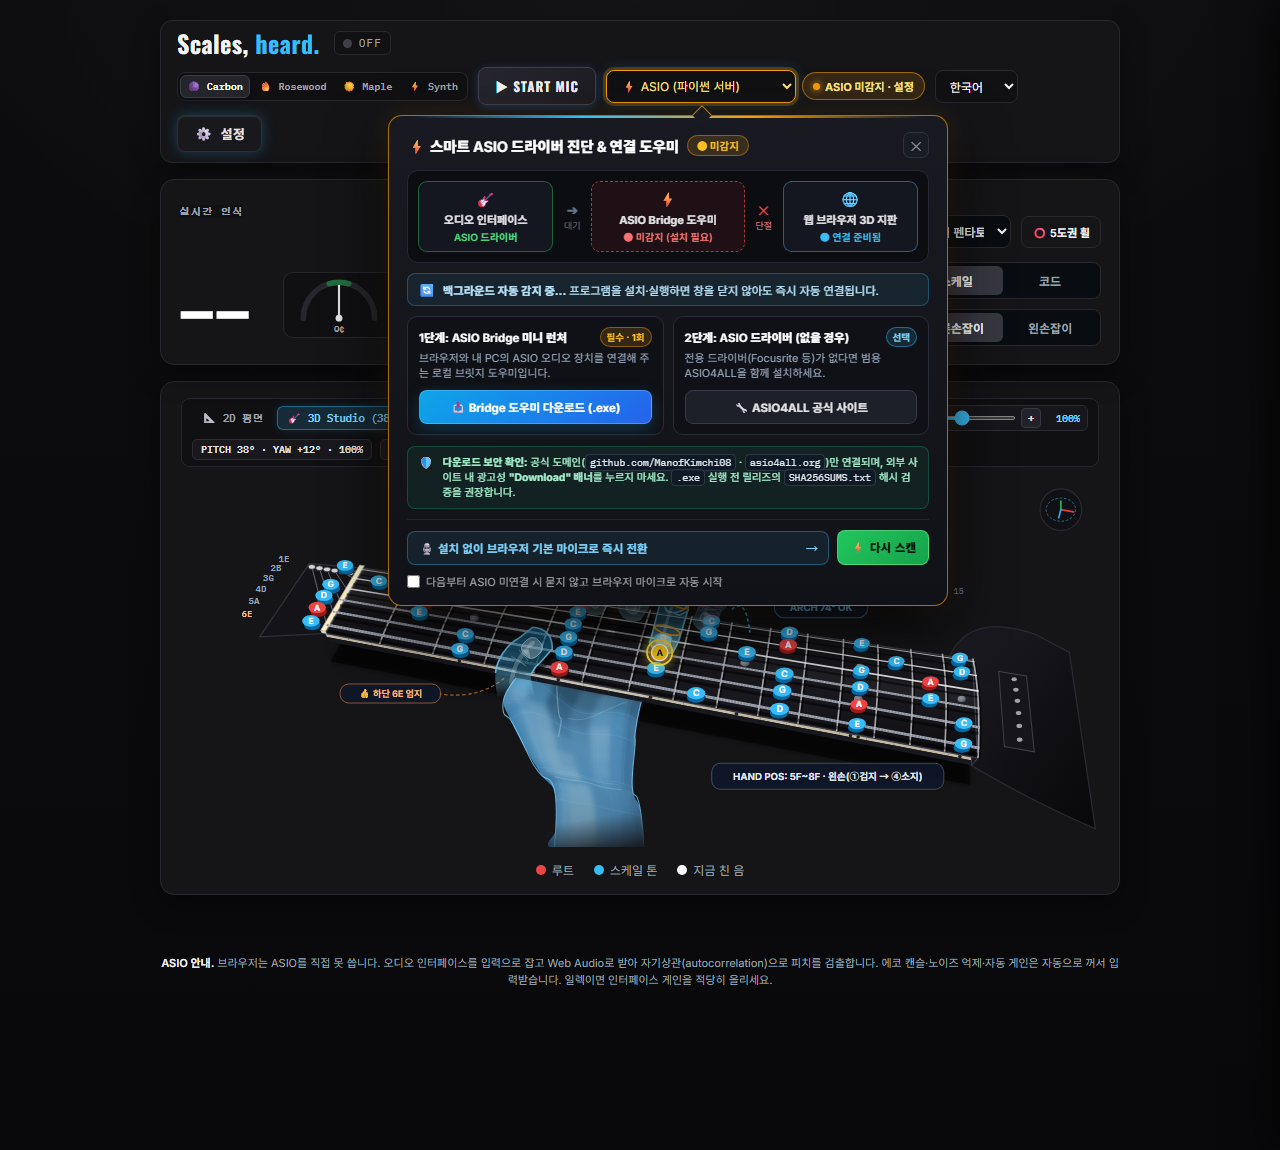 Scales, heard.
OFF
Carbon
Rosewood
Maple
Synth
▶ START MIC
ASIO (파이썬 서버)
ASIO 미감지 · 설정
한국어
설정
스마트 ASIO 드라이버 진단 & 연결 도우미
미감지
×
오디오 인터페이스
ASIO 드라이버
→
대기
ASIO Bridge 도우미
미감지 (설치 필요)
단절
웹 브라우저 3D 지판
연결 준비됨
백그라운드 자동 감지 중... 프로그램을 설치·실행하면 창을 닫지 않아도 즉시 자동 연결됩니다.
1단계: ASIO Bridge 미니 런처
필수 · 1회
브라우저와 내 PC의 ASIO 오디오 장치를 연결해 주
는 로컬 브릿지 도우미입니다.
Bridge 도우미 다운로드 (.exe)
2단계: ASIO 드라이버 (없을 경우)
선택
전용 드라이버(Focusrite 등)가 없다면 범용
ASIO4ALL을 함께 설치하세요.
ASIO4ALL 공식 사이트
다운로드 보안 확인: 공식 도메인( github.com/ManofKimchi08 · asio4all.org )만 연결되며, 외부 사
이트 내 광고성 "Download" 배너를 누르지 마세요. .exe 실행 전 릴리즈의 SHA256SUMS.txt 해시 검
증을 권장합니다.
설치 없이 브라우저 기본 마이크로 즉시 전환
→
다시 스캔
다음부터 ASIO 미연결 시 묻지 않고 브라우저 마이크로 자동 시작
실시간 인식
0¢
펜타토
5도권 휠
스케일
코드
른손잡이
왼손잡이
2D 평면
3D Studio (38
+
100%
PITCH 38° · YAW +12° · 100%
1E
2B
3G
4D
5A
6E
15
ARCH 74° OK
E
C
G
D
A
E
E
C
G
E
C
G
D
A
C
G
A
E
D
A
E
C
G
D
E
C
G
D
A
E
C
G
D
A
E
G
D
C
G
하단 6E 엄지
HAND POS: 5F~8F · 왼손(①검지 → ④소지)
루트
스케일 톤
지금 친 음
ASIO 안내. 브라우저는 ASIO를 직접 못 씁니다. 오디오 인터페이스를 입력으로 잡고 Web Audio로 받아 자기상관(autocorrelation)으로 피치를 검출합니다. 에코 캔슬·노이즈 억제·자동 게인은 자동으로 꺼서 입
력받습니다. 일렉이면 인터페이스 게인을 적당히 올리세요.